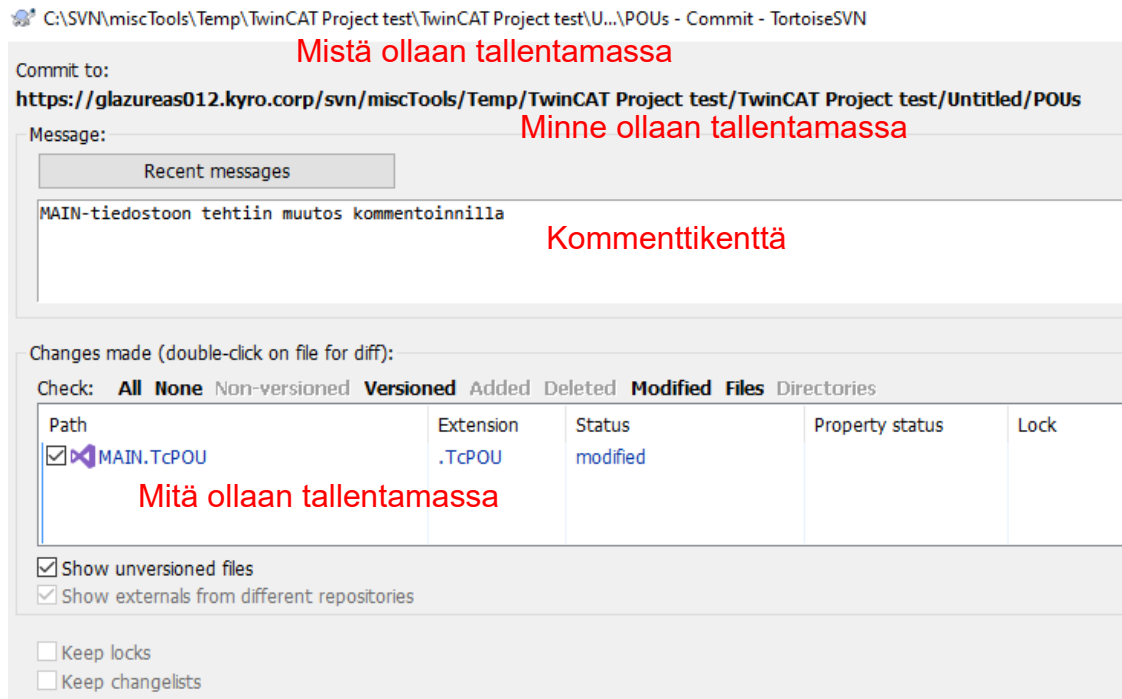 C:\SVN\miscTools\Temp\TwinCAT Project test\TwinCAT Project test\U...\POUs - Commit - TortoiseSVN
Mistä ollaan tallentamassa
Commit to:
https://glazureas012.kyro.corp/svn/miscTools/Temp/TwinCAT Project test/TwinCAT Project test/Untitled/POUs
Minne ollaan tallentamassa
Message:
Recent messages
MAIN-tiedostoon tehtiin muutos kommentoinnilla
Kommenttikenttä
Changes made (double-click on file for diff):
Check: All None Non-versioned Versioned Added Deleted Modified Files Directories
Path Extension Status Property status Lock
MAIN.TcPOU .TcPOU modified
Mitä ollaan tallentamassa
Show unversioned files
Show externals from different repositories
Keep locks
Keep changelists